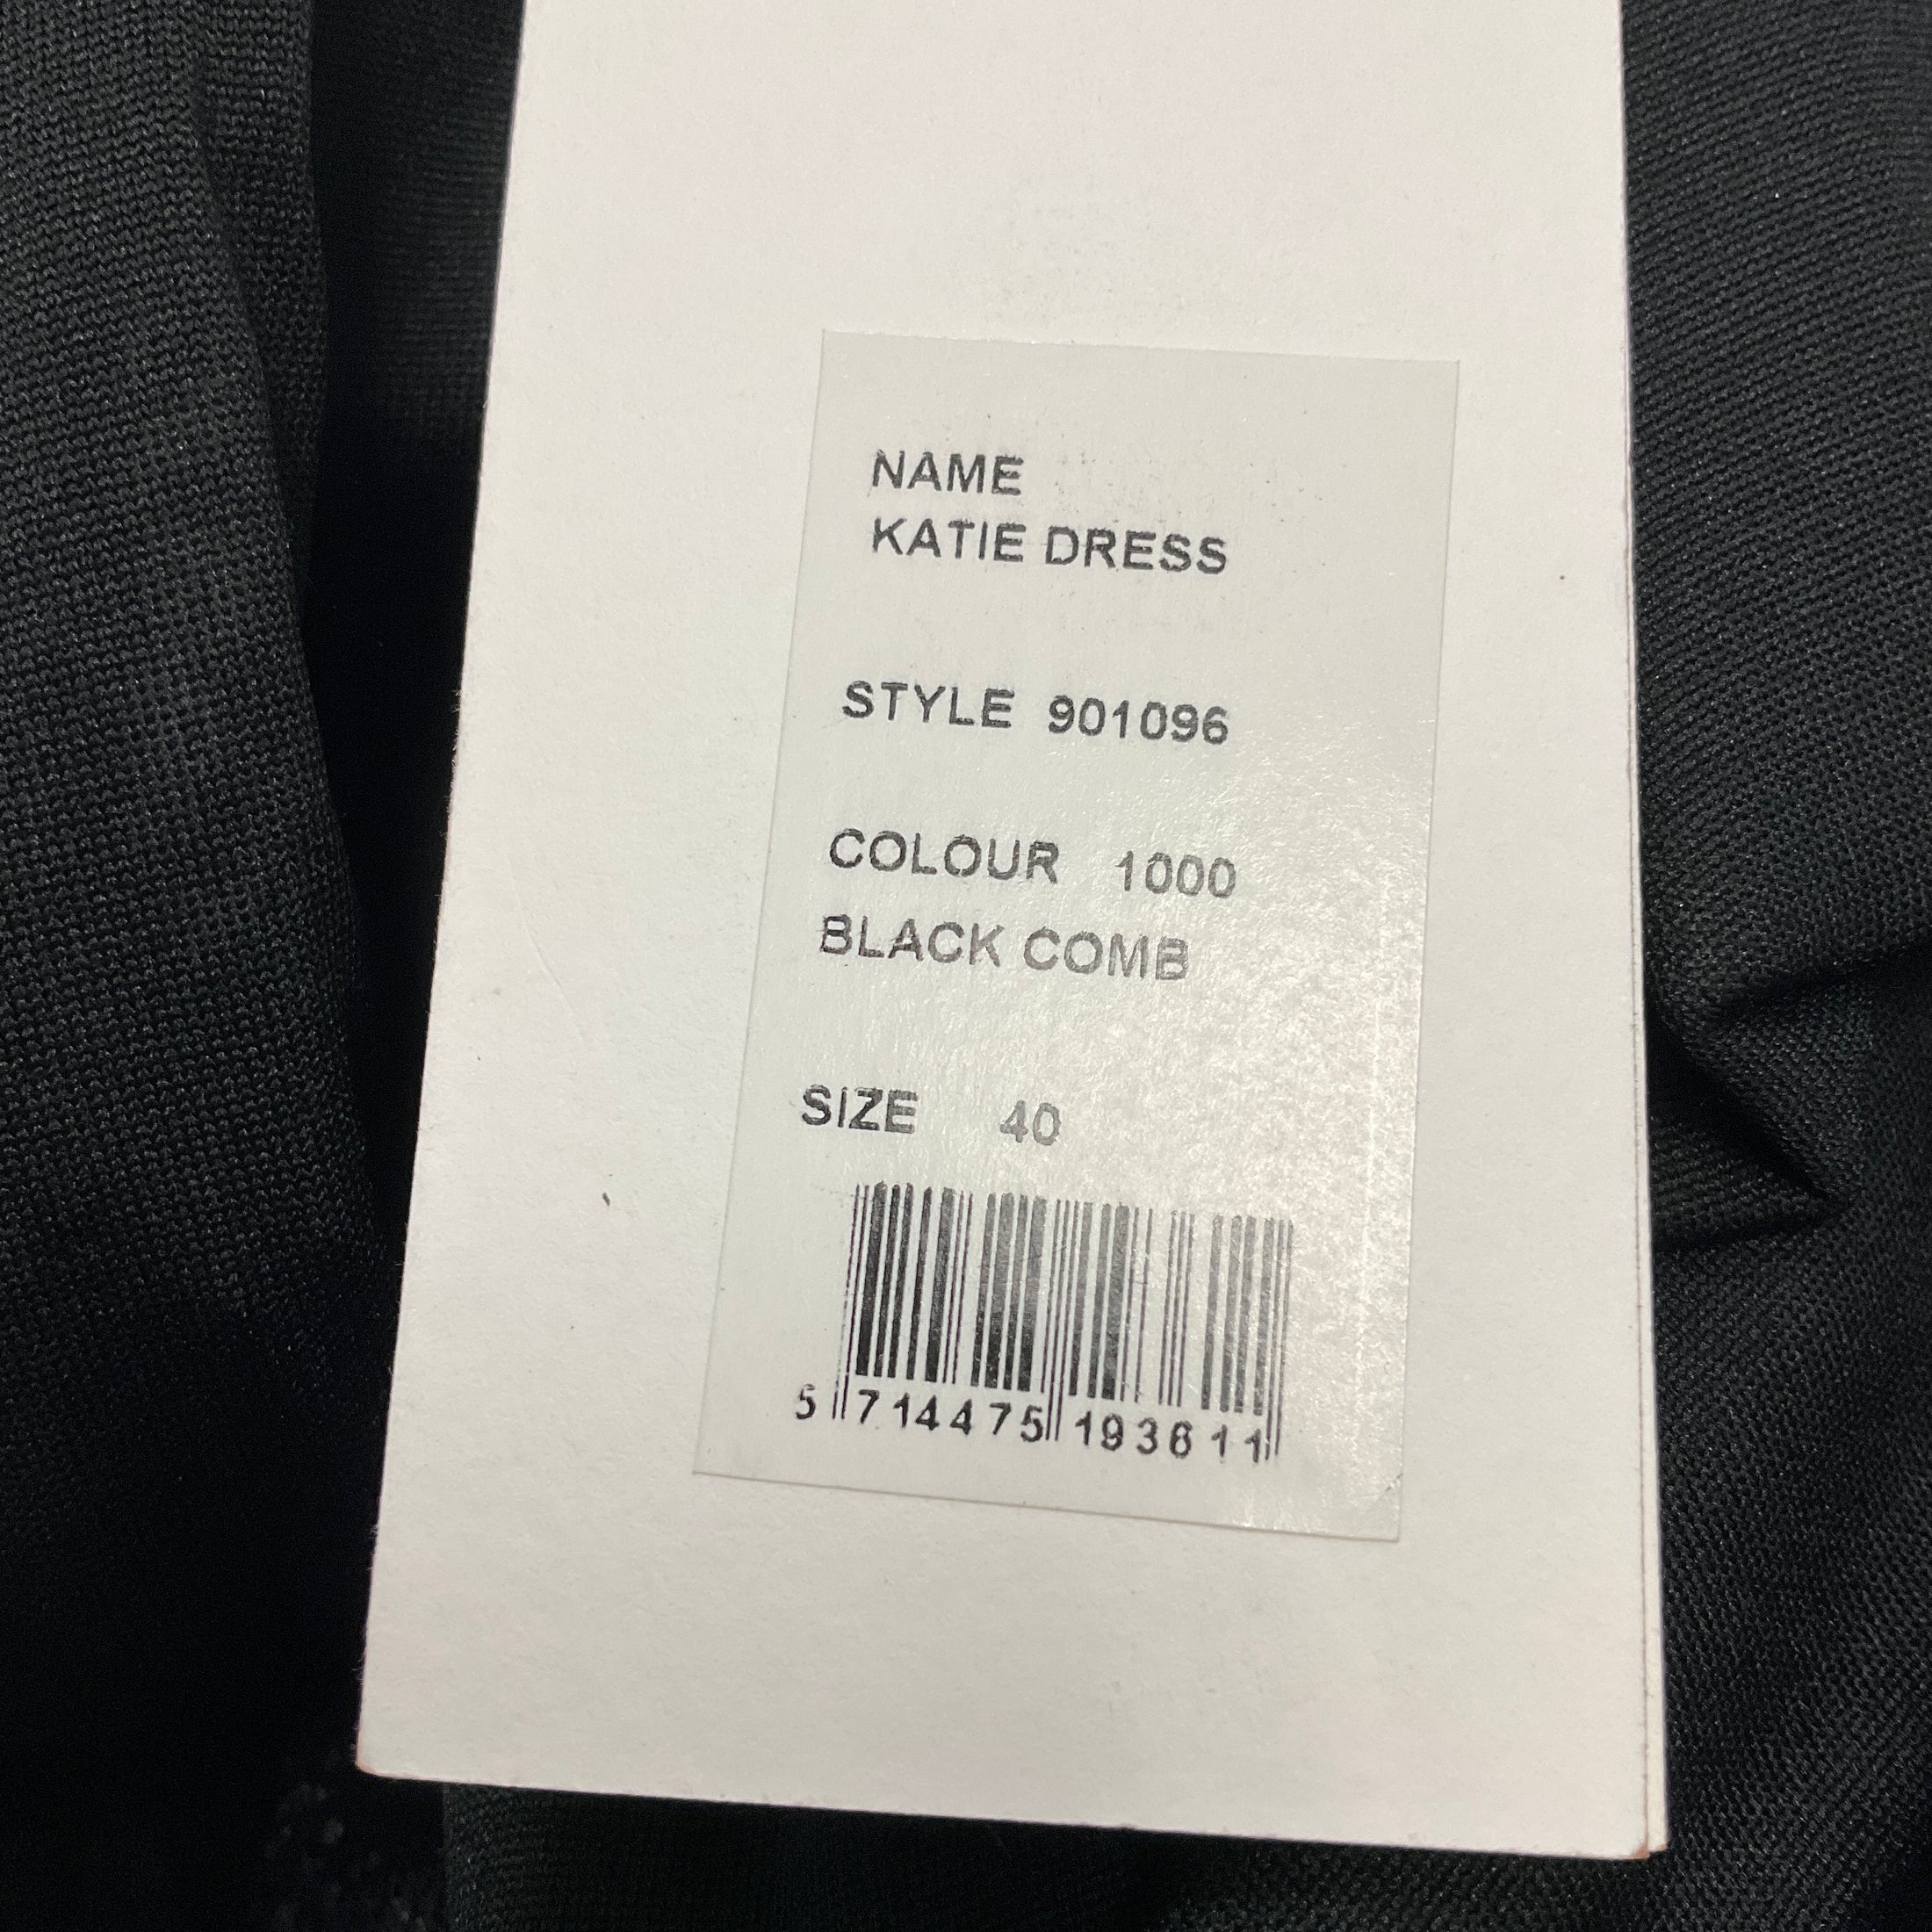 NAME
KATIE DRESS
STYLE 901096
COLOUR 1000
BLACK COMB
SIZE 40
5 714475 193611